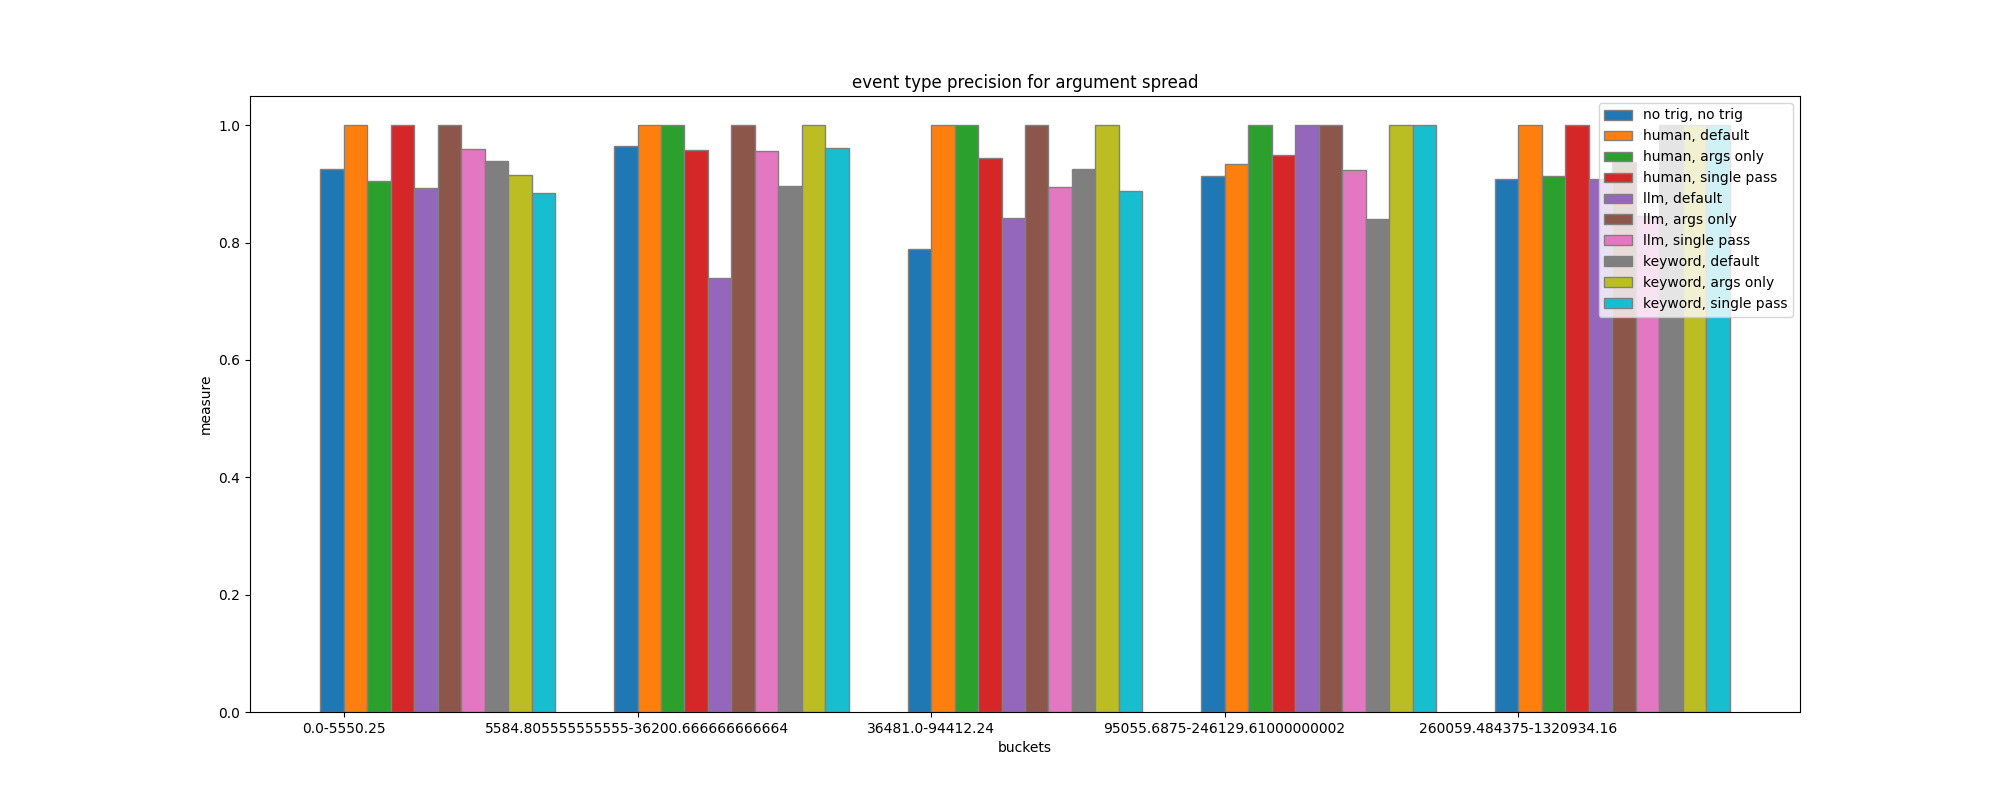 event type precision for argument spread
measure
1.0
0.8
0.6
0.4
0.2
0.0
no trig, no trig
human, default
human, args only
human, single pass
llm, default
llm, args only
llm, single pass
keyword, default
keyword, args only
keyword, single pass
0.0-5550.25
5584.805555555555-36200.666666666664
36481.0-94412.24
95055.6875-246129.61000000002
260059.484375-1320934.16
buckets